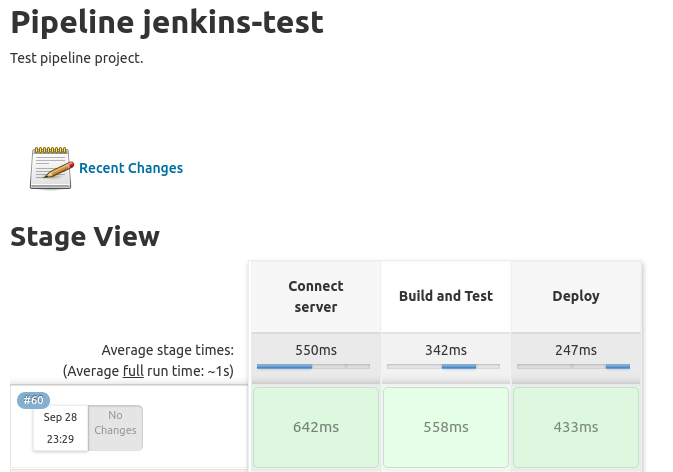 Pipeline jenkins-test
Test pipeline project.
Recent Changes
Stage View
Connect
server
Build and Test
Deploy
Average stage times:
(Average full run time: ~1s)
550ms
342ms
247ms
#60
Sep 28
23:29
No
Changes
642ms
558ms
433ms